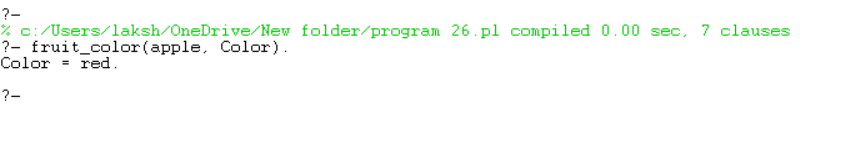 ?-
% c:/Users/laksh/OneDrive/New folder/program 26.pl compiled 0.00 sec, 7 clauses
?- fruit_color(apple, Color).
Color = red.
?-